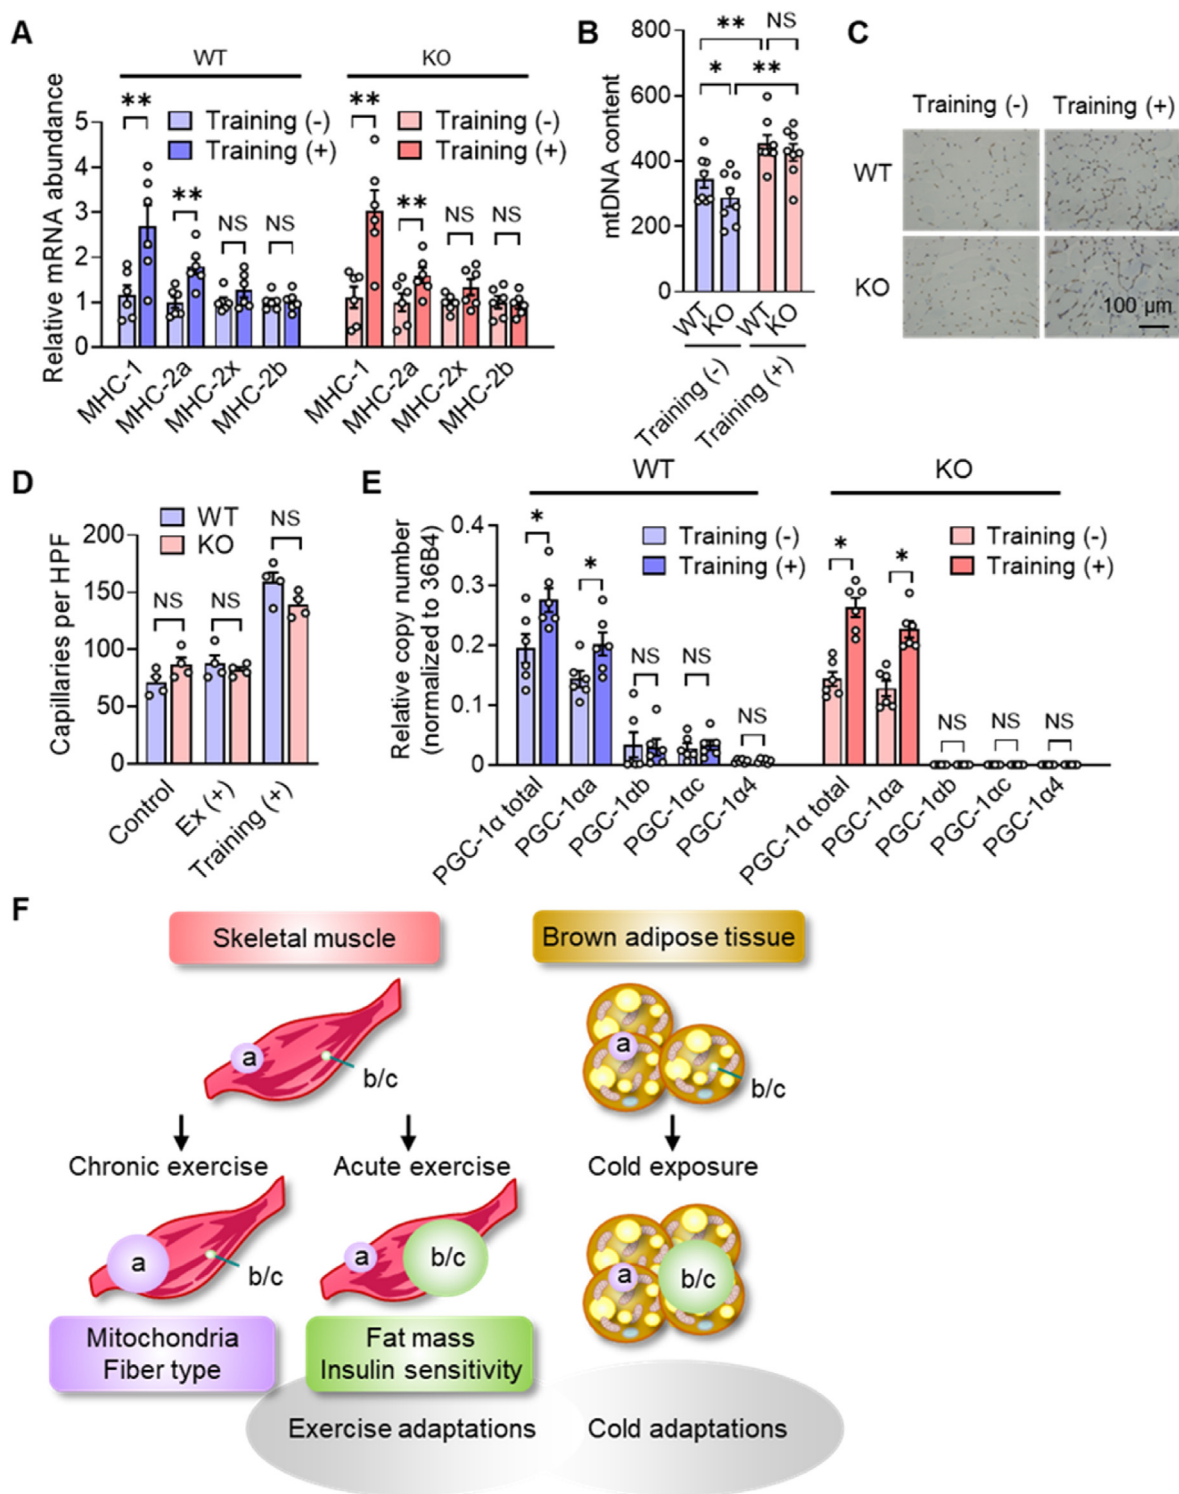 A
WT
KO
Relative mRNA abundance
5
4
3
2
1
0
Training (-)
Training (+)
Training (-)
Training (+)
**
**
NS
NS
**
**
NS
NS
MHC-1
MHC-2a
MHC-2x
MHC-2b
MHC-1
MHC-2a
MHC-2x
MHC-2b
B
mtDNA content
800
600
400
200
0
**
NS
*
**
WT
KO
WT
KO
Training (-)
Training (+)
C
Training (-)
Training (+)
WT
KO
100 μm
D
Capillaries per HPF
200
150
100
50
0
WT
KO
NS
NS
NS
Control
Ex (+)
Training (+)
E
WT
KO
Relative copy number
(normalized to 36B4)
0.4
0.3
0.2
0.1
0
Training (-)
Training (+)
Training (-)
Training (+)
*
*
NS
NS
NS
*
*
NS
NS
NS
PGC-1α total
PGC-1αa
PGC-1αb
PGC-1αc
PGC-1α4
PGC-1α total
PGC-1αa
PGC-1αb
PGC-1αc
PGC-1α4
F
Skeletal muscle
Brown adipose tissue
a
b/c
a
b/c
Chronic exercise
Acute exercise
Cold exposure
a
b/c
a
b/c
a
b/c
Mitochondria
Fiber type
Fat mass
Insulin sensitivity
Exercise adaptations
Cold adaptations